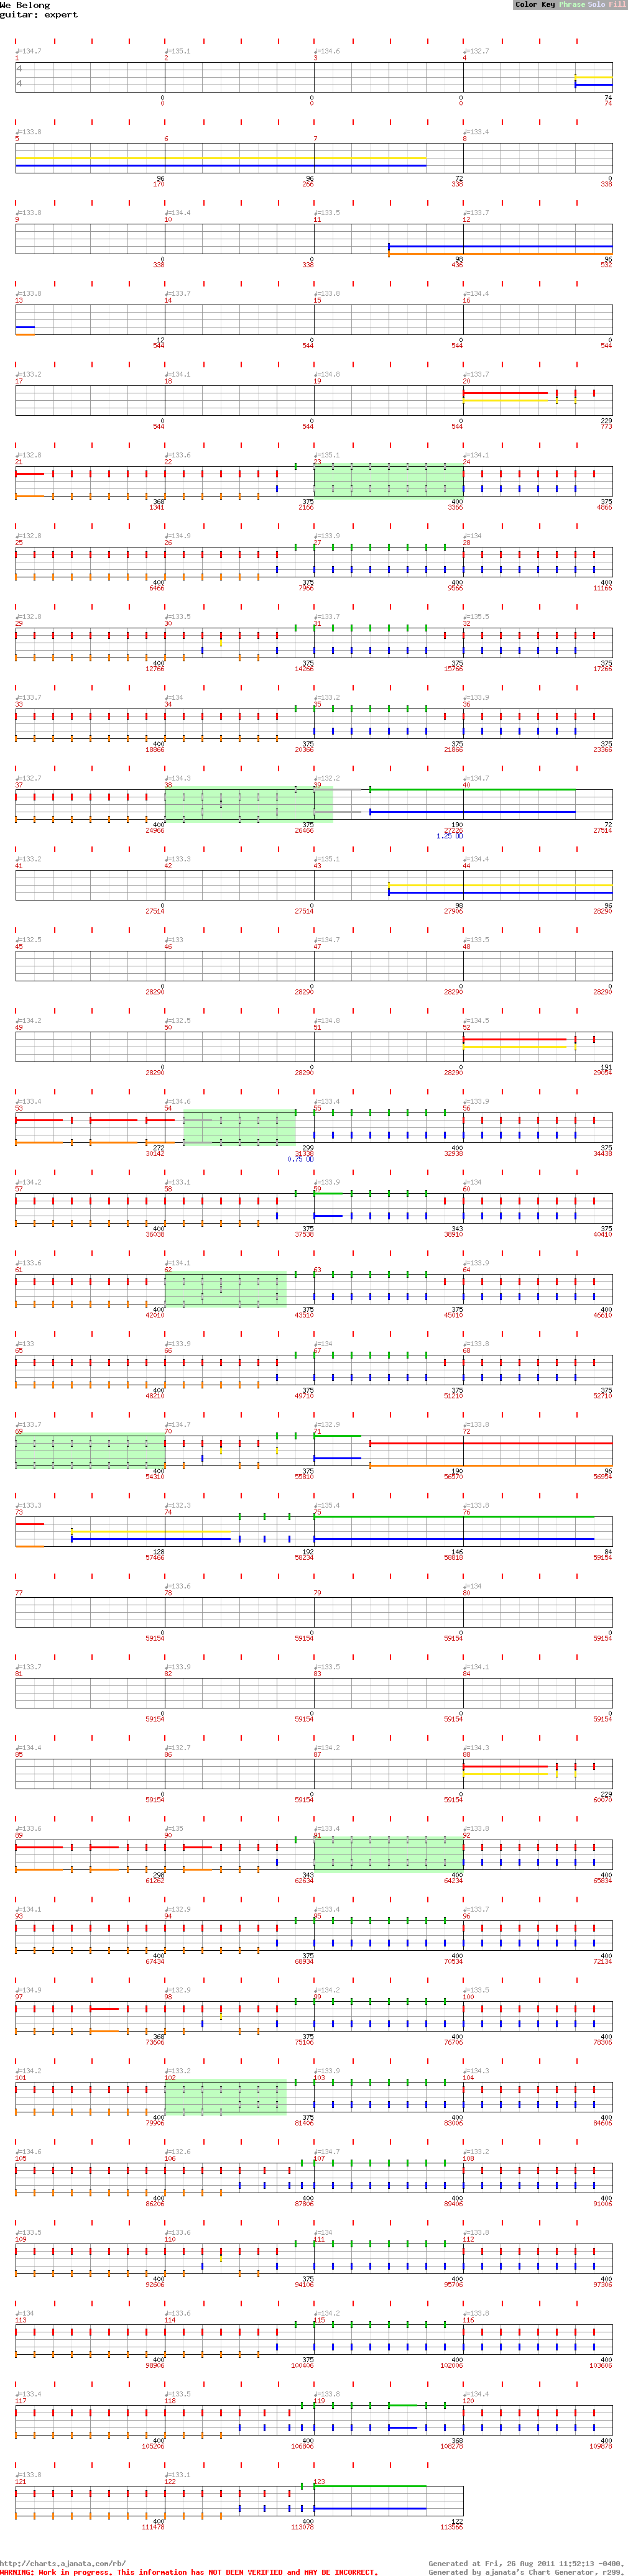 We Belong
guitar: expert
Color Key Phrase Solo Fill
♩=134.7 ♩=135.1 ♩=134.6 ♩=132.7
1 2 3 4
4
4
0 0 0 74
0 0 0 74
♩=133.8 ♩=133.4
5 6 7 8
96 96 72 0
170 266 338 338
♩=133.8 ♩=134.4 ♩=133.5 ♩=133.7
9 10 11 12
0 0 98 96
338 338 436 532
♩=133.8 ♩=133.7 ♩=133.8 ♩=134.4
13 14 15 16
12 0 0 0
544 544 544 544
♩=133.2 ♩=134.1 ♩=134.8 ♩=133.7
17 18 19 20
0 0 0 229
544 544 544 773
♩=132.8 ♩=133.6 ♩=135.1 ♩=134.1
21 22 23 24
368 375 400 375
1341 2166 3366 4866
♩=132.8 ♩=134.9 ♩=133.9 ♩=134
25 26 27 28
400 375 400 400
6466 7966 9566 11166
♩=132.8 ♩=133.5 ♩=133.7 ♩=135.5
29 30 31 32
400 375 375 375
12766 14266 15766 17266
♩=133.7 ♩=134 ♩=133.2 ♩=133.9
33 34 35 36
400 375 375 375
18866 20366 21866 23366
♩=132.7 ♩=134.3 ♩=132.2 ♩=134.7
37 38 39 40
400 375 190 72
24966 26466 27226 27514
1.25 OD
♩=133.2 ♩=133.3 ♩=135.1 ♩=134.4
41 42 43 44
0 0 98 96
27514 27514 27906 28290
♩=132.5 ♩=133 ♩=134.7 ♩=133.5
45 46 47 48
0 0 0 0
28290 28290 28290 28290
♩=134.2 ♩=132.5 ♩=134.8 ♩=134.5
49 50 51 52
0 0 0 191
28290 28290 28290 29054
♩=133.4 ♩=134.6 ♩=133.4 ♩=133.9
53 54 55 56
272 299 400 375
30142 31338 32938 34438
0.75 OD
♩=134.2 ♩=133.1 ♩=133.9 ♩=134
57 58 59 60
400 375 343 375
36038 37538 38910 40410
♩=133.6 ♩=134.1 ♩=133.9
61 62 63 64
400 375 375 400
42010 43510 45010 46610
♩=133 ♩=133.9 ♩=134 ♩=133.8
65 66 67 68
400 375 375 375
48210 49710 51210 52710
♩=133.7 ♩=134.7 ♩=132.9 ♩=133.8
69 70 71 72
400 375 190 96
54310 55810 56570 56954
♩=133.3 ♩=132.3 ♩=135.4 ♩=133.8
73 74 75 76
128 192 146 84
57466 58234 58818 59154
♩=133.6 ♩=134
77 78 79 80
0 0 0 0
59154 59154 59154 59154
♩=133.7 ♩=133.9 ♩=133.5 ♩=134.1
81 82 83 84
0 0 0 0
59154 59154 59154 59154
♩=134.4 ♩=132.7 ♩=134.2 ♩=134.3
85 86 87 88
0 0 0 229
59154 59154 59154 60070
♩=133.6 ♩=135 ♩=133.4 ♩=133.8
89 90 91 92
298 343 400 400
61262 62634 64234 65834
♩=134.1 ♩=132.9 ♩=133.4 ♩=133.7
93 94 95 96
400 375 400 400
67434 68934 70534 72134
♩=134.9 ♩=132.9 ♩=134.2 ♩=133.5
97 98 99 100
368 375 400 400
73606 75106 76706 78306
♩=134.2 ♩=133.2 ♩=133.9 ♩=134.3
101 102 103 104
400 375 400 400
79906 81406 83006 84606
♩=134.6 ♩=132.6 ♩=134.7 ♩=133.2
105 106 107 108
400 400 400 400
86206 87806 89406 91006
♩=133.5 ♩=133.6 ♩=134 ♩=133.8
109 110 111 112
400 375 400 400
92606 94106 95706 97306
♩=134 ♩=133.6 ♩=134.2 ♩=133.8
113 114 115 116
400 375 400 400
98906 100406 102006 103606
♩=133.4 ♩=133.5 ♩=133.8 ♩=134.4
117 118 119 120
400 400 368 400
105206 106806 108278 109878
♩=133.8 ♩=133.1
121 122 123
400 400 122
111478 113078 113566
http://charts.ajanata.com/rb/ Generated at Fri, 26 Aug 2011 11:52:13 -0400,
WARNING: Work in progress. This information has NOT BEEN VERIFIED and MAY BE INCORRECT. Generated by ajanata's Chart Generator, r299.